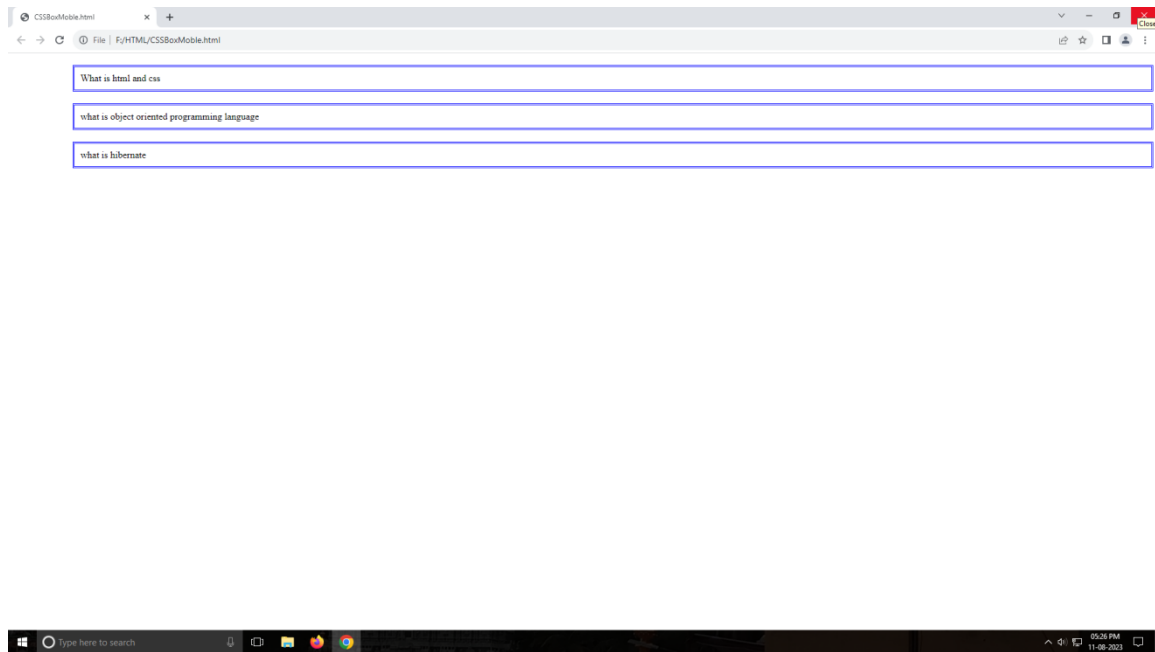 CSSBoxMoble.html
Close
File | F:/HTML/CSSBoxMoble.html
What is html and css
what is object oriented programming language
what is hibernate
Type here to search
05:26 PM
11-08-2023